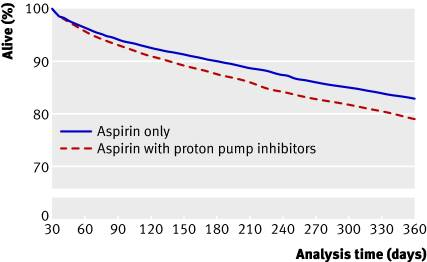 Alive (%)
100
90
80
70
0
Aspirin only
Aspirin with proton pump inhibitors
30 60 90 120 150 180 210 240 270 300 330 360
Analysis time (days)